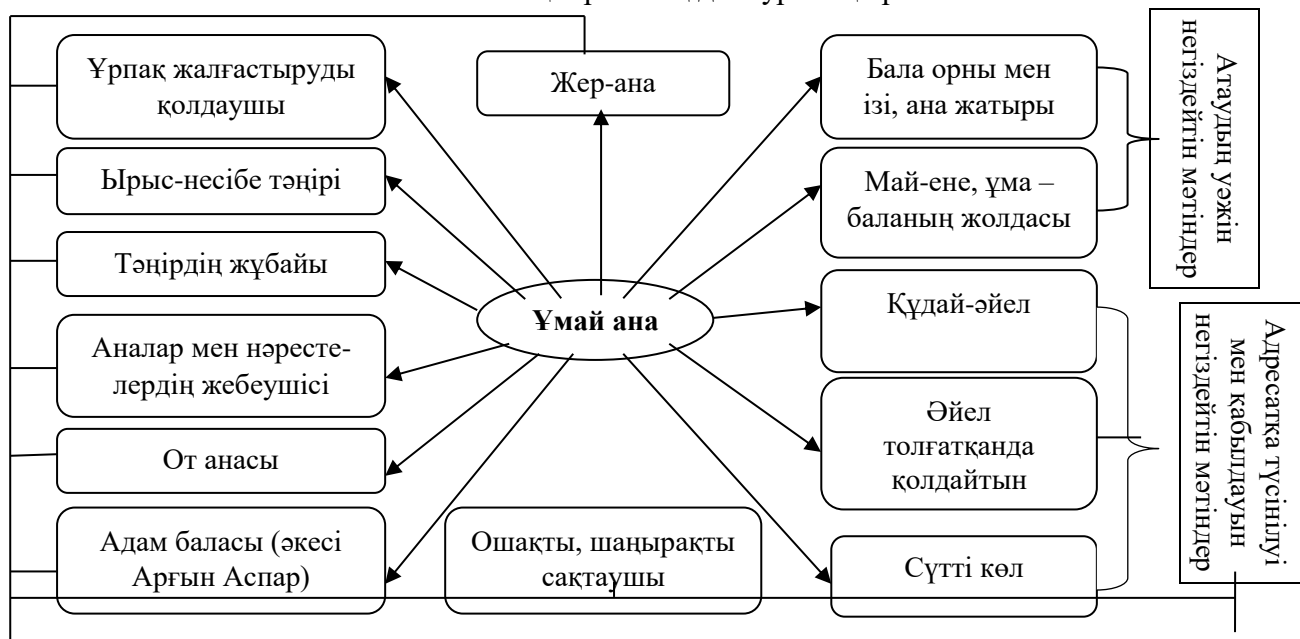 Ұрпақ жалғастыруды
қолдаушы
Ырыс-несібе тәңірі
Тәңірдің жұбайы
Аналар мен нәресте-
лердің жебеушісі
От анасы
Адам баласы (әкесі
Арғын Аспар)
Жер-ана
Ұмай ана
Ошақты, шаңырақты
сақтаушы
Бала орны мен
ізі, ана жатыры
Май-ене, ұма –
баланың жолдасы
Құдай-әйел
Әйел
толғатқанда
қолдайтын
Сүтті көл
Атаудың уәжін
негіздейтін мәтіндер
Адресатқа түсінілуі
мен қабылдауын
негіздейтін мәтіндер